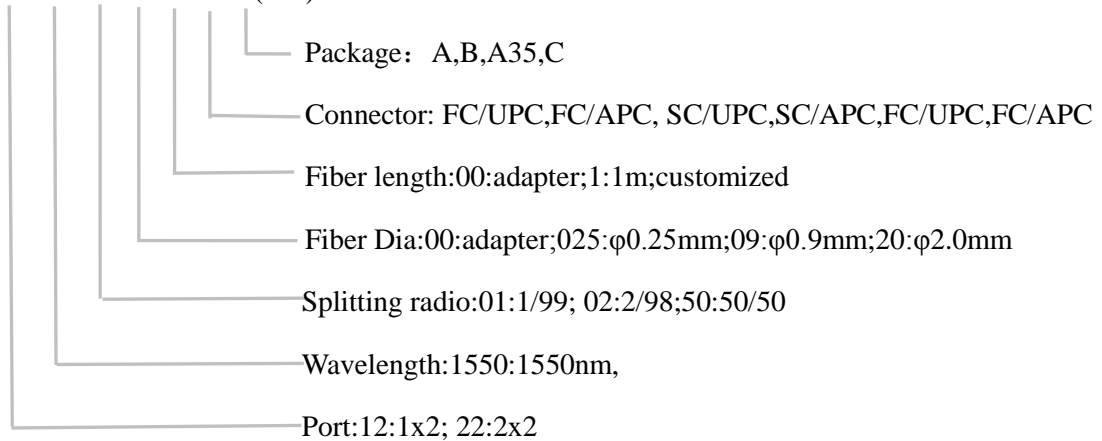 Package： A,B,A35,C
Connector: FC/UPC,FC/APC, SC/UPC,SC/APC,FC/UPC,FC/APC
Fiber length:00:adapter;1:1m;customized
Fiber Dia:00:adapter;025:φ0.25mm;09:φ0.9mm;20:φ2.0mm
Splitting radio:01:1/99; 02:2/98;50:50/50
Wavelength:1550:1550nm,
Port:12:1x2; 22:2x2